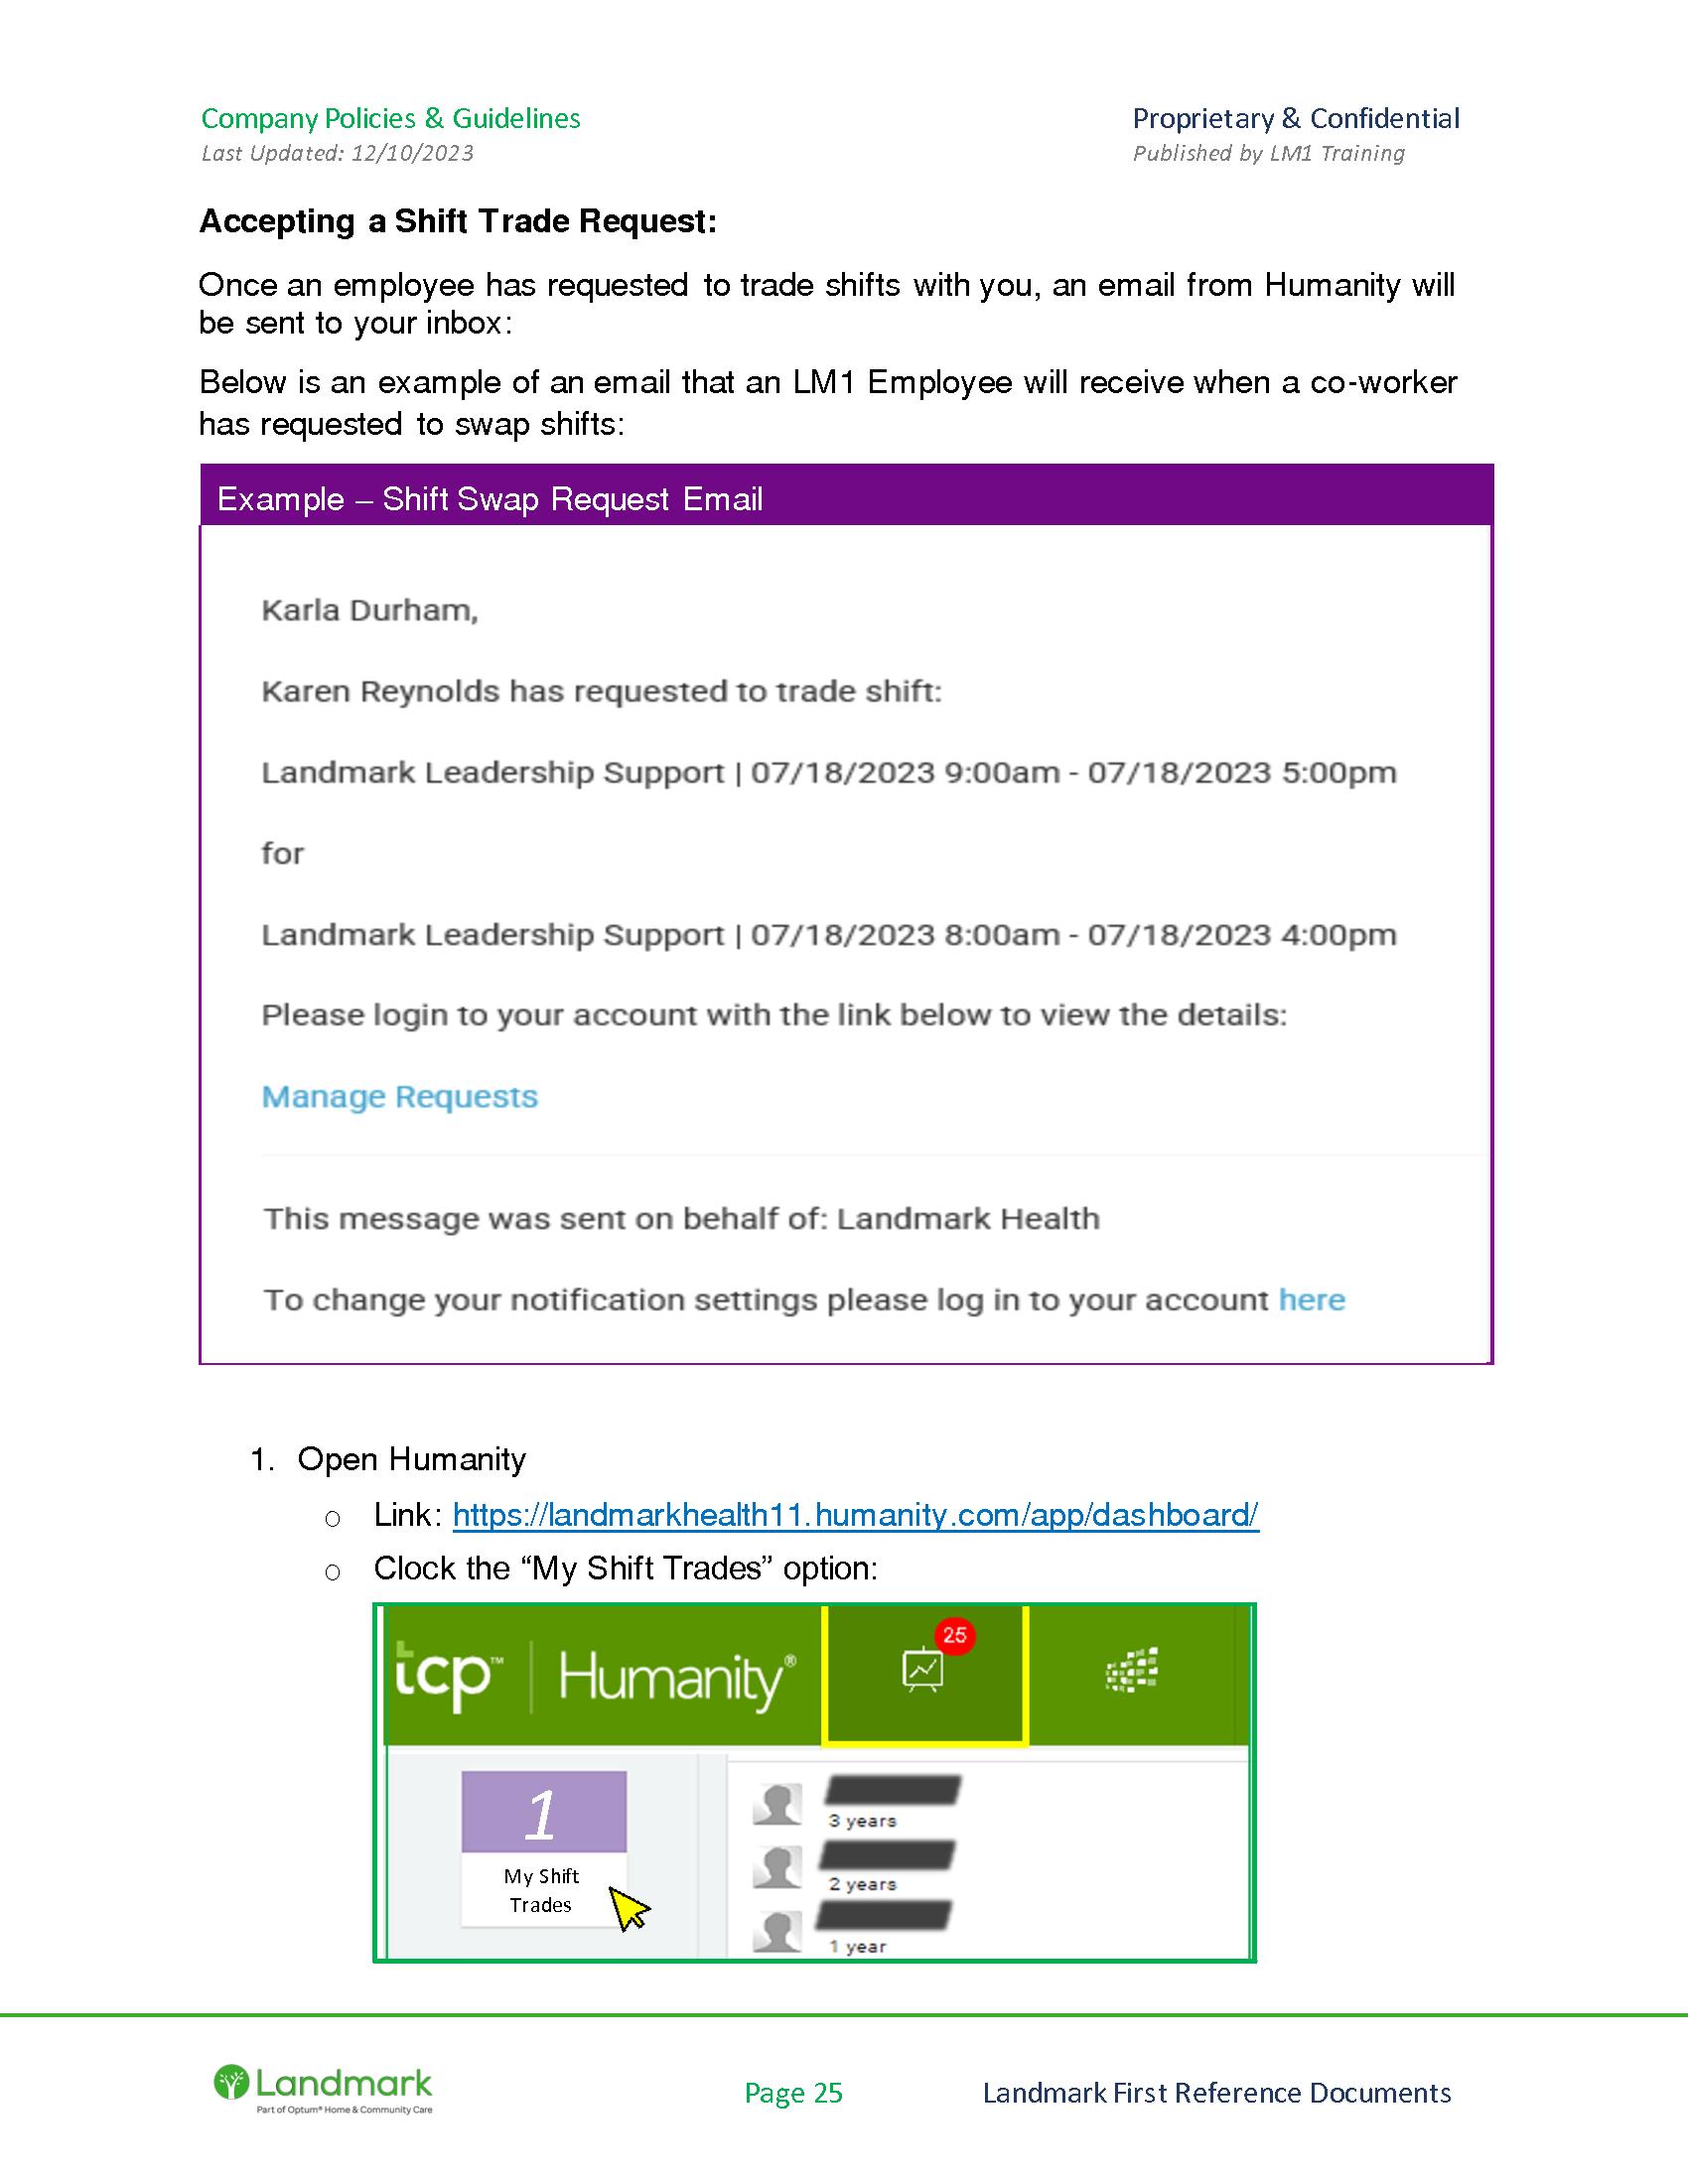 Company Policies & Guidelines
Proprietary & Confidential
Last Updated: 12/10/2023
Published by LM1 Training
Accepting a Shift Trade Request:
Once an employee has requested to trade shifts with you, an email from Humanity will
be sent to your inbox:
Below is an example of an email that an LM1 Employee will receive when a co-worker
has requested to swap shifts:
Example – Shift Swap Request Email
Karla Durham,
Karen Reynolds has requested to trade shift:
Landmark Leadership Support | 07/18/2023 9:00am - 07/18/2023 5:00pm
for
Landmark Leadership Support | 07/18/2023 8:00am - 07/18/2023 4:00pm
Please login to your account with the link below to view the details:
Manage Requests
This message was sent on behalf of: Landmark Health
To change your notification settings please log in to your account here
1. Open Humanity
o Link: https://landmarkhealth11.humanity.com/app/dashboard/
o Clock the “My Shift Trades” option:
tcp™ | Humanity®
25
1
My Shift
Trades
3 years
2 years
1 year
Landmark
Part of Optum® Home & Community Care
Page 25
Landmark First Reference Documents